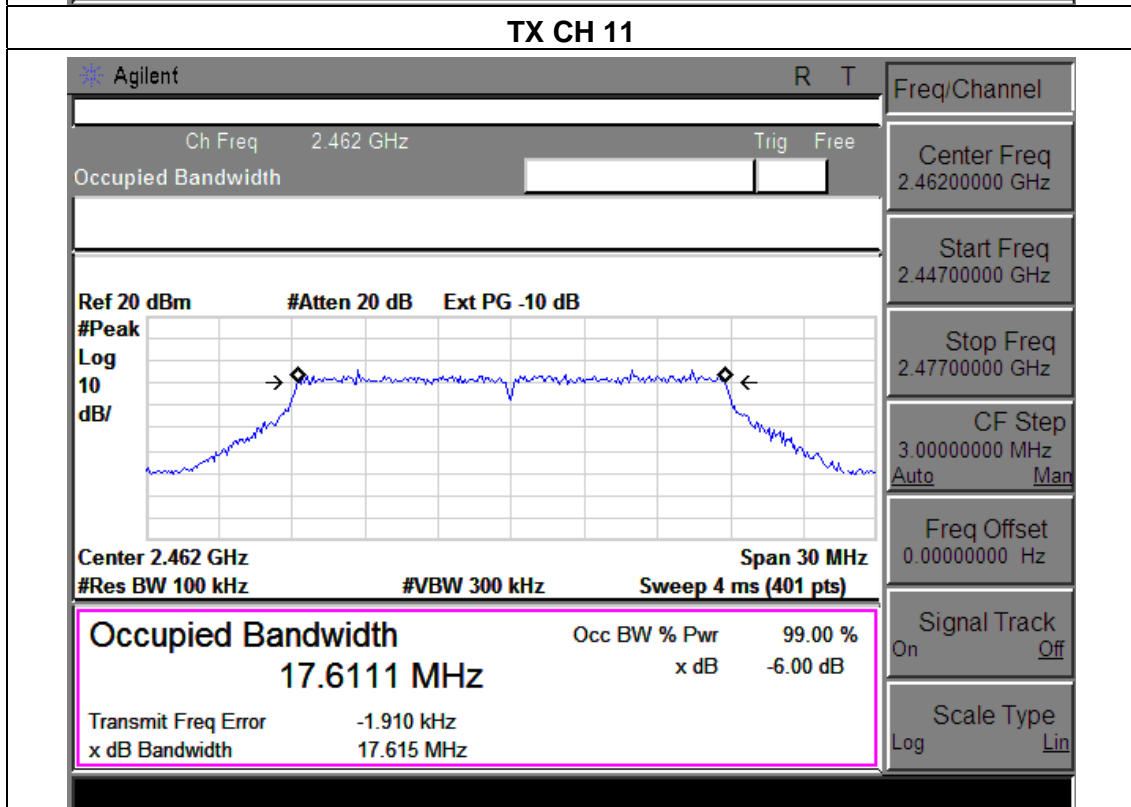 TX CH 11
Agilent R T
Ch Freq 2.462 GHz Trig Free
Occupied Bandwidth
Ref 20 dBm #Atten 20 dB Ext PG -10 dB
#Peak
Log
10
dB/
Center 2.462 GHz Span 30 MHz
#Res BW 100 kHz #VBW 300 kHz Sweep 4 ms (401 pts)
Occupied Bandwidth Occ BW % Pwr 99.00 %
17.6111 MHz x dB -6.00 dB
Transmit Freq Error -1.910 kHz
x dB Bandwidth 17.615 MHz
Freq/Channel
Center Freq
2.46200000 GHz
Start Freq
2.44700000 GHz
Stop Freq
2.47700000 GHz
CF Step
3.00000000 MHz
Auto Man
Freq Offset
0.00000000 Hz
Signal Track
On Off
Scale Type
Log Lin